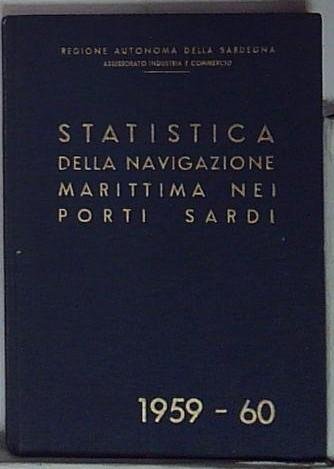 REGIONE AUTONOMA DELLA SARDEGNA
ASSESSORATO INDUSTRIA E COMMERCIO
STATISTICA
DELLA NAVIGAZIONE
MARITTIMA NEI
PORTI SARDI
1959 - 60